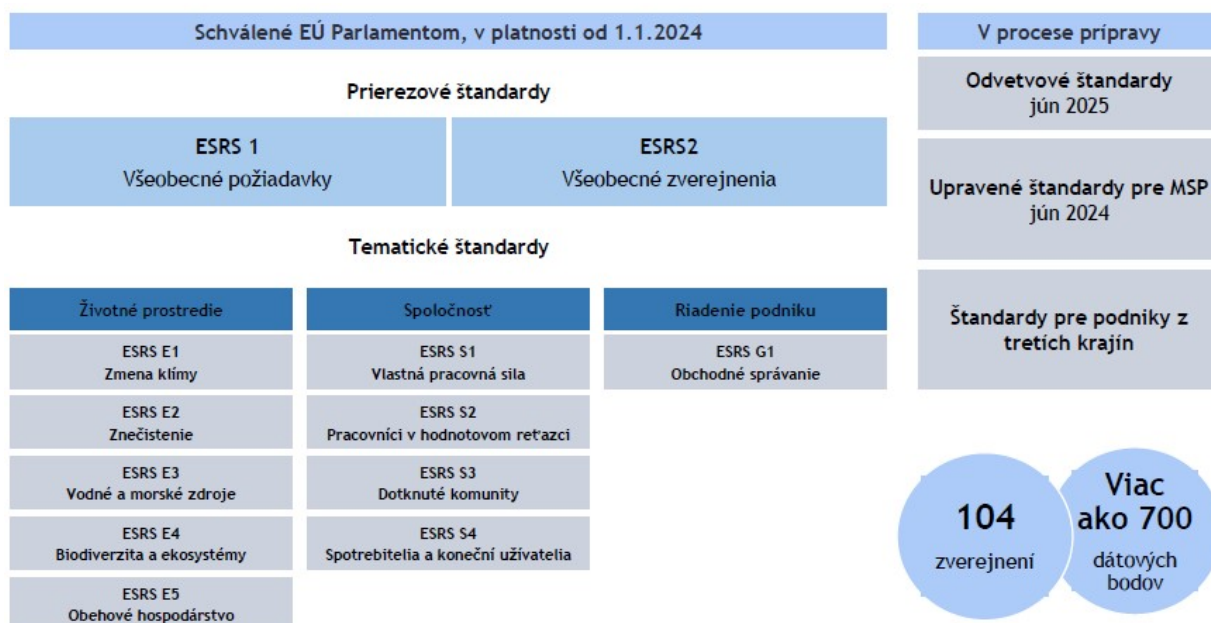 Schválené EÚ Parlamentom, v platnosti od 1.1.2024
Prierezové štandardy
ESRS 1
Všeobecné požiadavky
ESRS2
Všeobecné zverejnenia
Tematické štandardy
Životné prostredie
ESRS E1
Zmena klímy
ESRS E2
Znečistenie
ESRS E3
Vodné a morské zdroje
ESRS E4
Biodiverzita a ekosystémy
ESRS E5
Obehové hospodárstvo
Spoločnosť
ESRS S1
Vlastná pracovná sila
ESRS S2
Pracovníci v hodnotovom reťazci
ESRS S3
Dotknuté komunity
ESRS S4
Spotrebitelia a koneční užívatelia
Riadenie podniku
ESRS G1
Obchodné správanie
V procese prípravy
Odvetvové štandardy
jún 2025
Upravené štandardy pre MSP
jún 2024
Štandardy pre podniky z
tretích krajín
104
zverejnení
Viac
ako 700
dátových
bodov